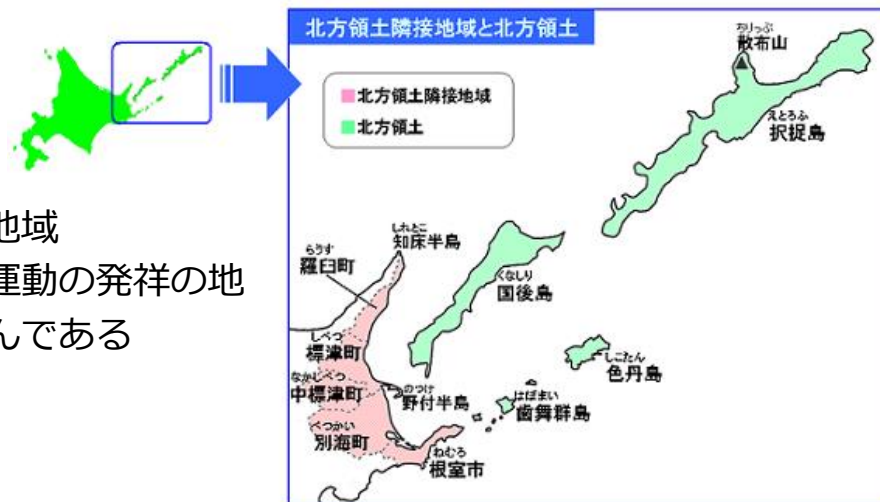 北方領土隣接地域と北方領土
北方領土隣接地域
北方領土
ちりっぷ
散布山
えとろふ
択捉島
地域
運動の発祥の地
んである
しれとこ
知床半島
らうす
羅臼町
くなしり
国後島
しべつ
標津町
なかしべつ
中標津町
のつけ
野付半島
しこたん
色丹島
はぼまい
歯舞群島
べつかい
別海町
ねむろ
根室市